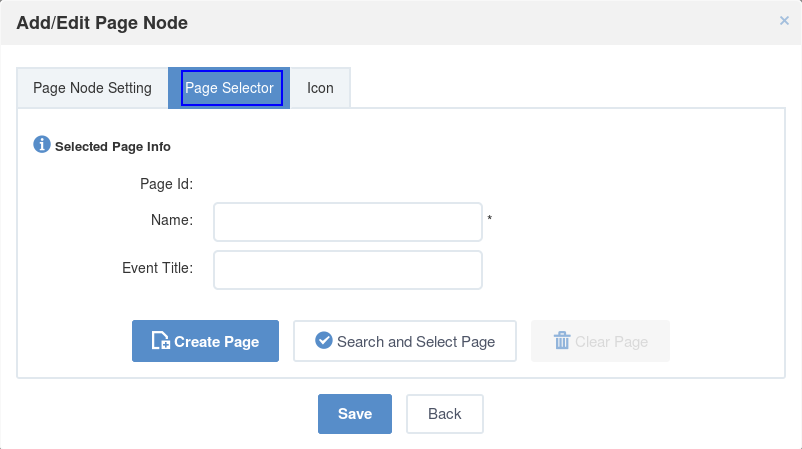 Add/Edit Page Node
×
Page Node Setting Page Selector Icon
Selected Page Info
Page Id:
Name: *
Event Title:
Create Page Search and Select Page Clear Page
Save Back